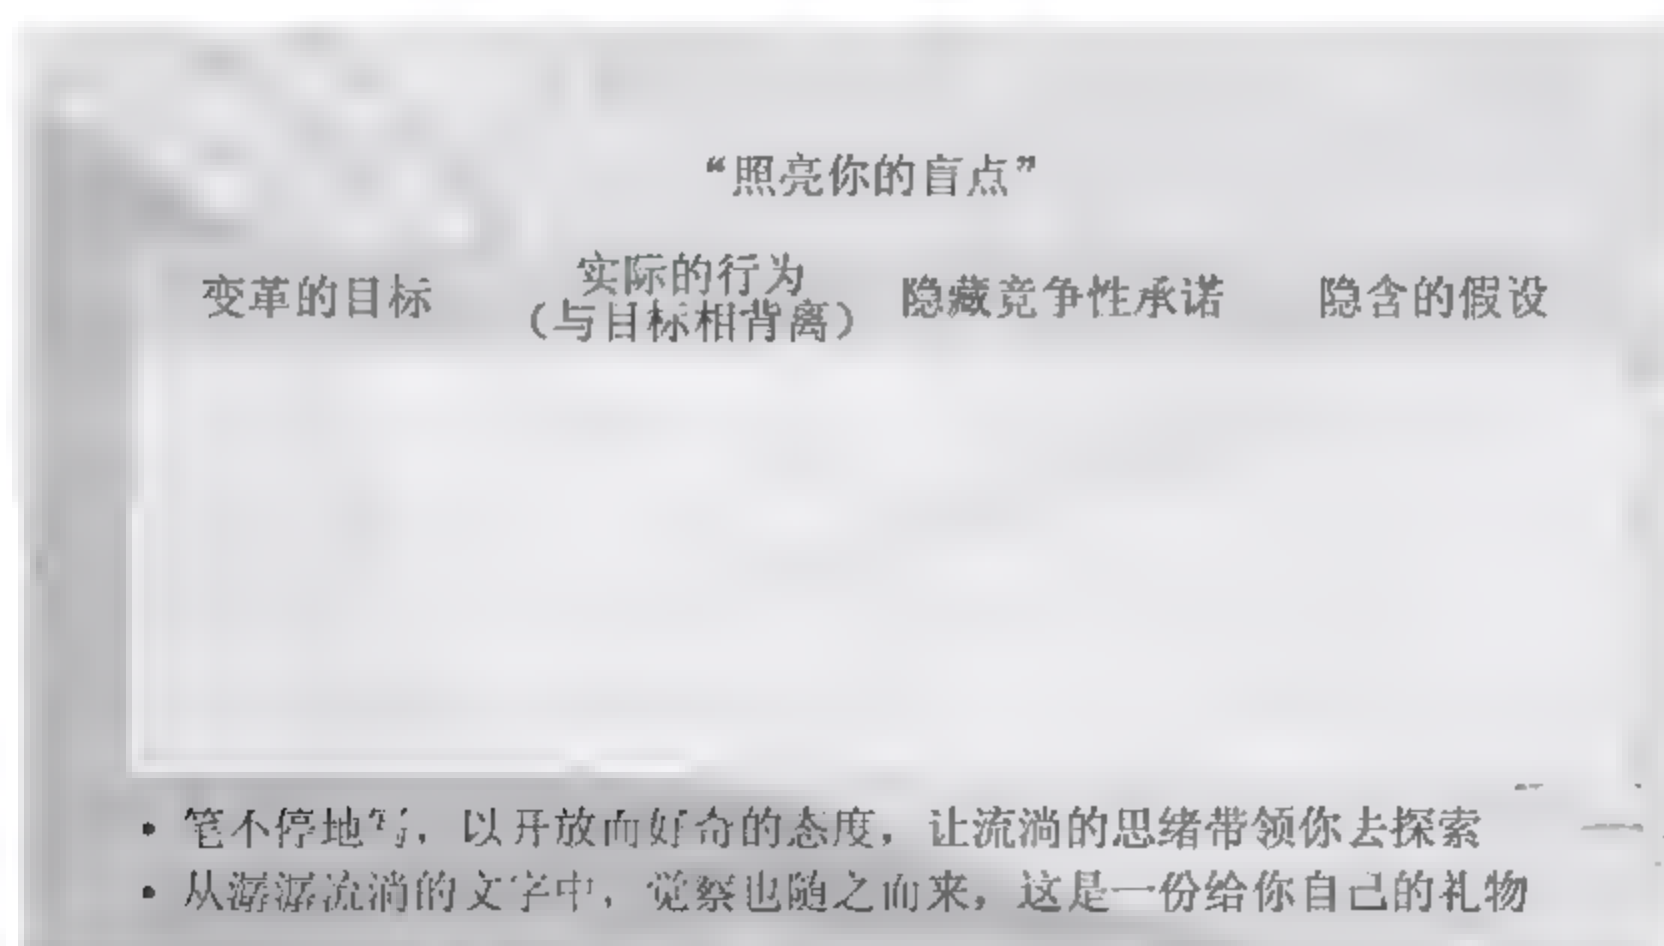 “照亮你的盲点”
变革的目标
实际的行为
（与目标相背离）
隐藏竞争性承诺
隐含的假设
• 笔不停地写，以开放而好奇的态度，让流淌的思绪带领你去探索
• 从潺潺流淌的文字中，觉察也随之而来，这是一份给你自己的礼物